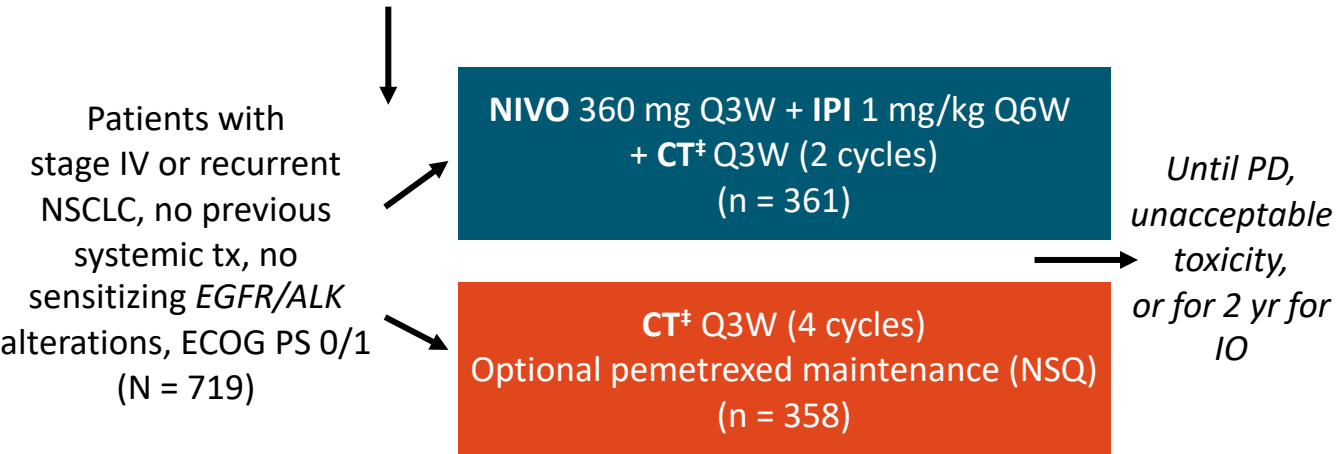 Patients with
stage IV or recurrent
NSCLC, no previous
systemic tx, no
sensitizing EGFR/ALK
alterations, ECOG PS 0/1
(N = 719)
NIVO 360 mg Q3W + IPI 1 mg/kg Q6W
+ CT‡ Q3W (2 cycles)
(n = 361)
CT‡ Q3W (4 cycles)
Optional pemetrexed maintenance (NSQ)
(n = 358)
Until PD,
unacceptable
toxicity,
or for 2 yr for
IO